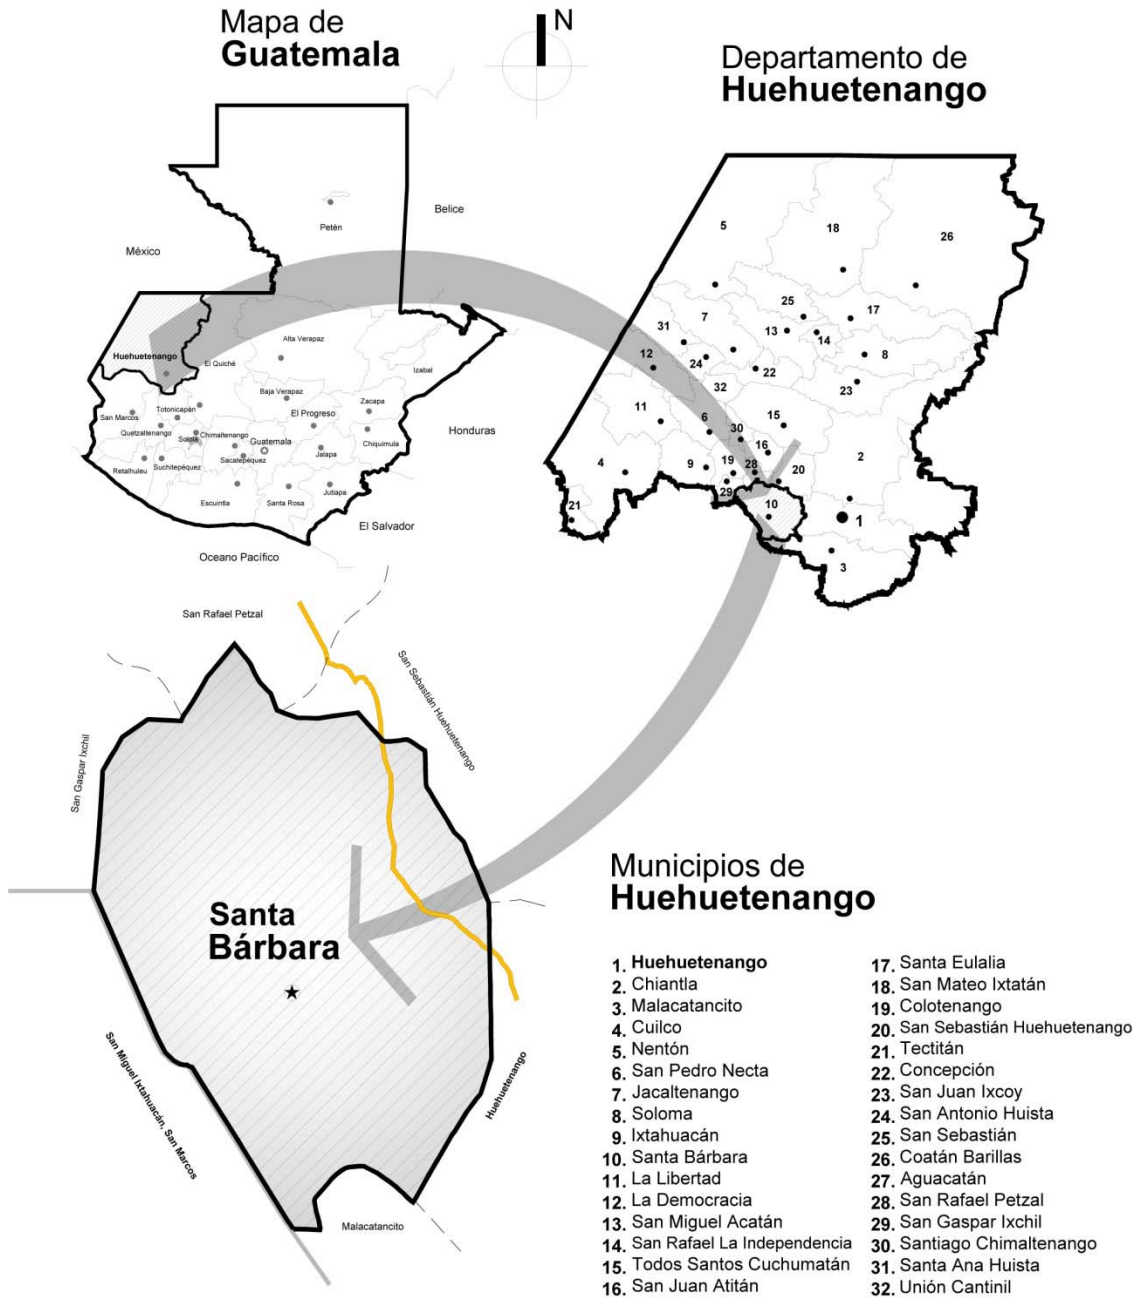 Mapa de
Guatemala
N
Departamento de
Huehuetenango
México
Belice
Petén
Huehuetenango
El Quiché
Alta Verapaz
Izabal
Baja Verapaz
Zacapa
San Marcos
Totonicapán
El Progreso
Quetzaltenango
Sololá
Chimaltenango
Guatemala
Chiquimula
Honduras
Retalhuleu
Suchitepéquez
Sacatepéquez
Jalapa
Escuintla
Santa Rosa
Jutiapa
El Salvador
Oceano Pacífico
5
18
26
25
7
17
31
13
14
12
24
8
22
32
23
11
15
6
30
16
2
4
9
19
28
20
29
21
10
1
3
San Rafael Petzal
San Sebastián Huehuetenango
San Gaspar Ixchil
Santa
Bárbara
San Miguel Ixtahuacán, San Marcos
Huehuetenango
Malacatancito
Municipios de
Huehuetenango
1. Huehuetenango
2. Chiantla
3. Malacatancito
4. Cuilco
5. Nentón
6. San Pedro Necta
7. Jacaltenango
8. Soloma
9. Ixtahuacán
10. Santa Bárbara
11. La Libertad
12. La Democracia
13. San Miguel Acatán
14. San Rafael La Independencia
15. Todos Santos Cuchumatán
16. San Juan Atitán
17. Santa Eulalia
18. San Mateo Ixtatán
19. Colotenango
20. San Sebastián Huehuetenango
21. Tectitán
22. Concepción
23. San Juan Ixcoy
24. San Antonio Huista
25. San Sebastián
26. Coatán Barillas
27. Aguacatán
28. San Rafael Petzal
29. San Gaspar Ixchil
30. Santiago Chimaltenango
31. Santa Ana Huista
32. Unión Cantinil